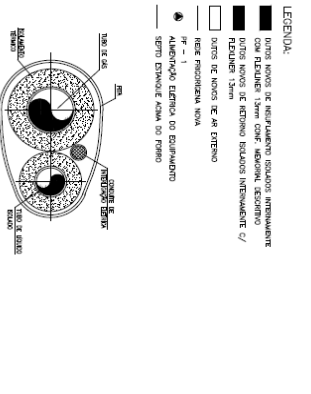 LEGENDA:
DUTOS NOVOS DE INSUFLAMENTO ISOLADOS INTERNAMENTE
COM FLEXLINER 13mm CONF. MEMORIAL DESCRITIVO
DUTOS NOVOS DE RETORNO ISOLADOS INTERNAMENTE C/
FLEXLINER 13mm
DUTOS DE NOVOS DE AR EXTERNO
REDE FRIGORIGENA NOVA
PF - 1
ALIMENTAÇÃO ELÉTRICA DO EQUIPAMENTO
SEPTO ESTANQUE ACIMA DO FORRO
FITA
TUBO DE GÁS
CONDUITE DE
INTERLIGAÇÃO ELÉTRICA
ISOLAMENTO
TÉRMICO
TUBO DE LÍQUIDO
ISOLADO